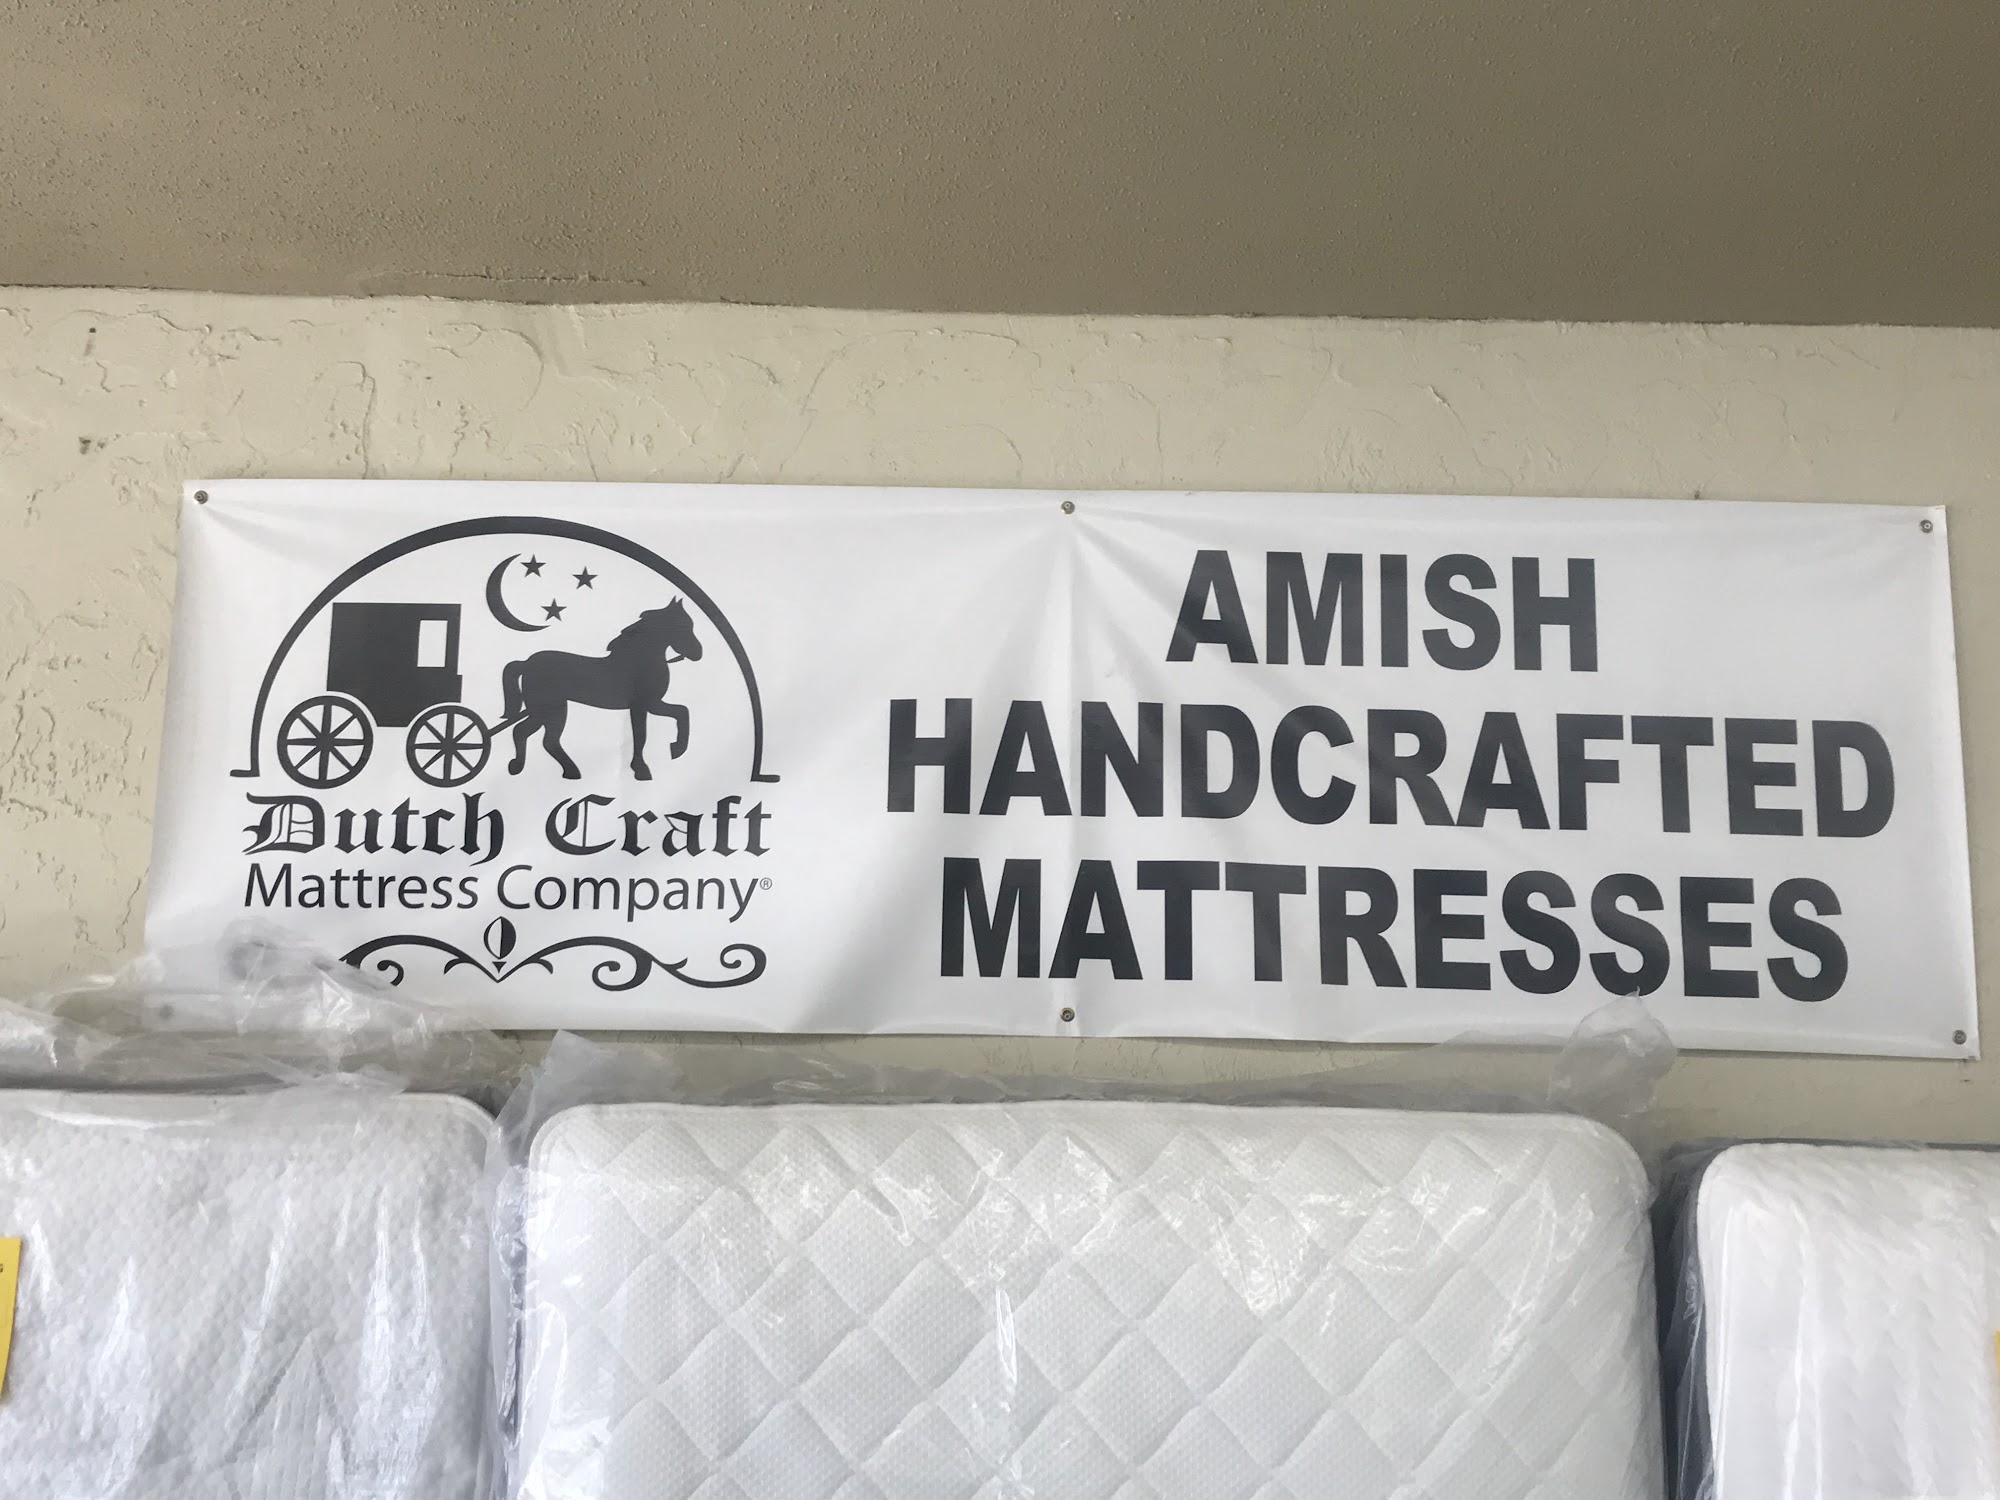 Dutch Craft
Mattress Company®
AMISH
HANDCRAFTED
MATTRESSES